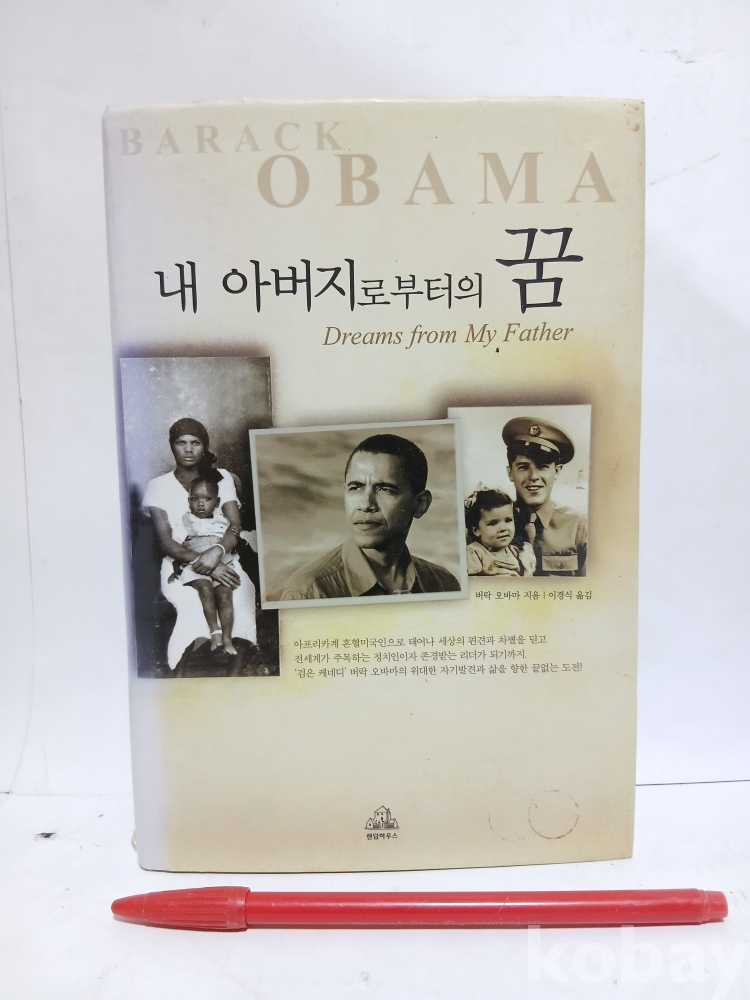 BARACK
OBAMA
내 아버지로부터의 꿈
Dreams from My Father
버락 오바마 지음 | 이경식 옮김
아프리카계 혼혈미국인으로 태어나 세상의 편견과 차별을 딛고
전세계가 주목하는 정치인이자 존경받는 리더가 되기까지.
'검은 케네디' 버락 오바마의 위대한 자기발견과 삶을 향한 끝없는 도전!
랜덤하우스
kobay